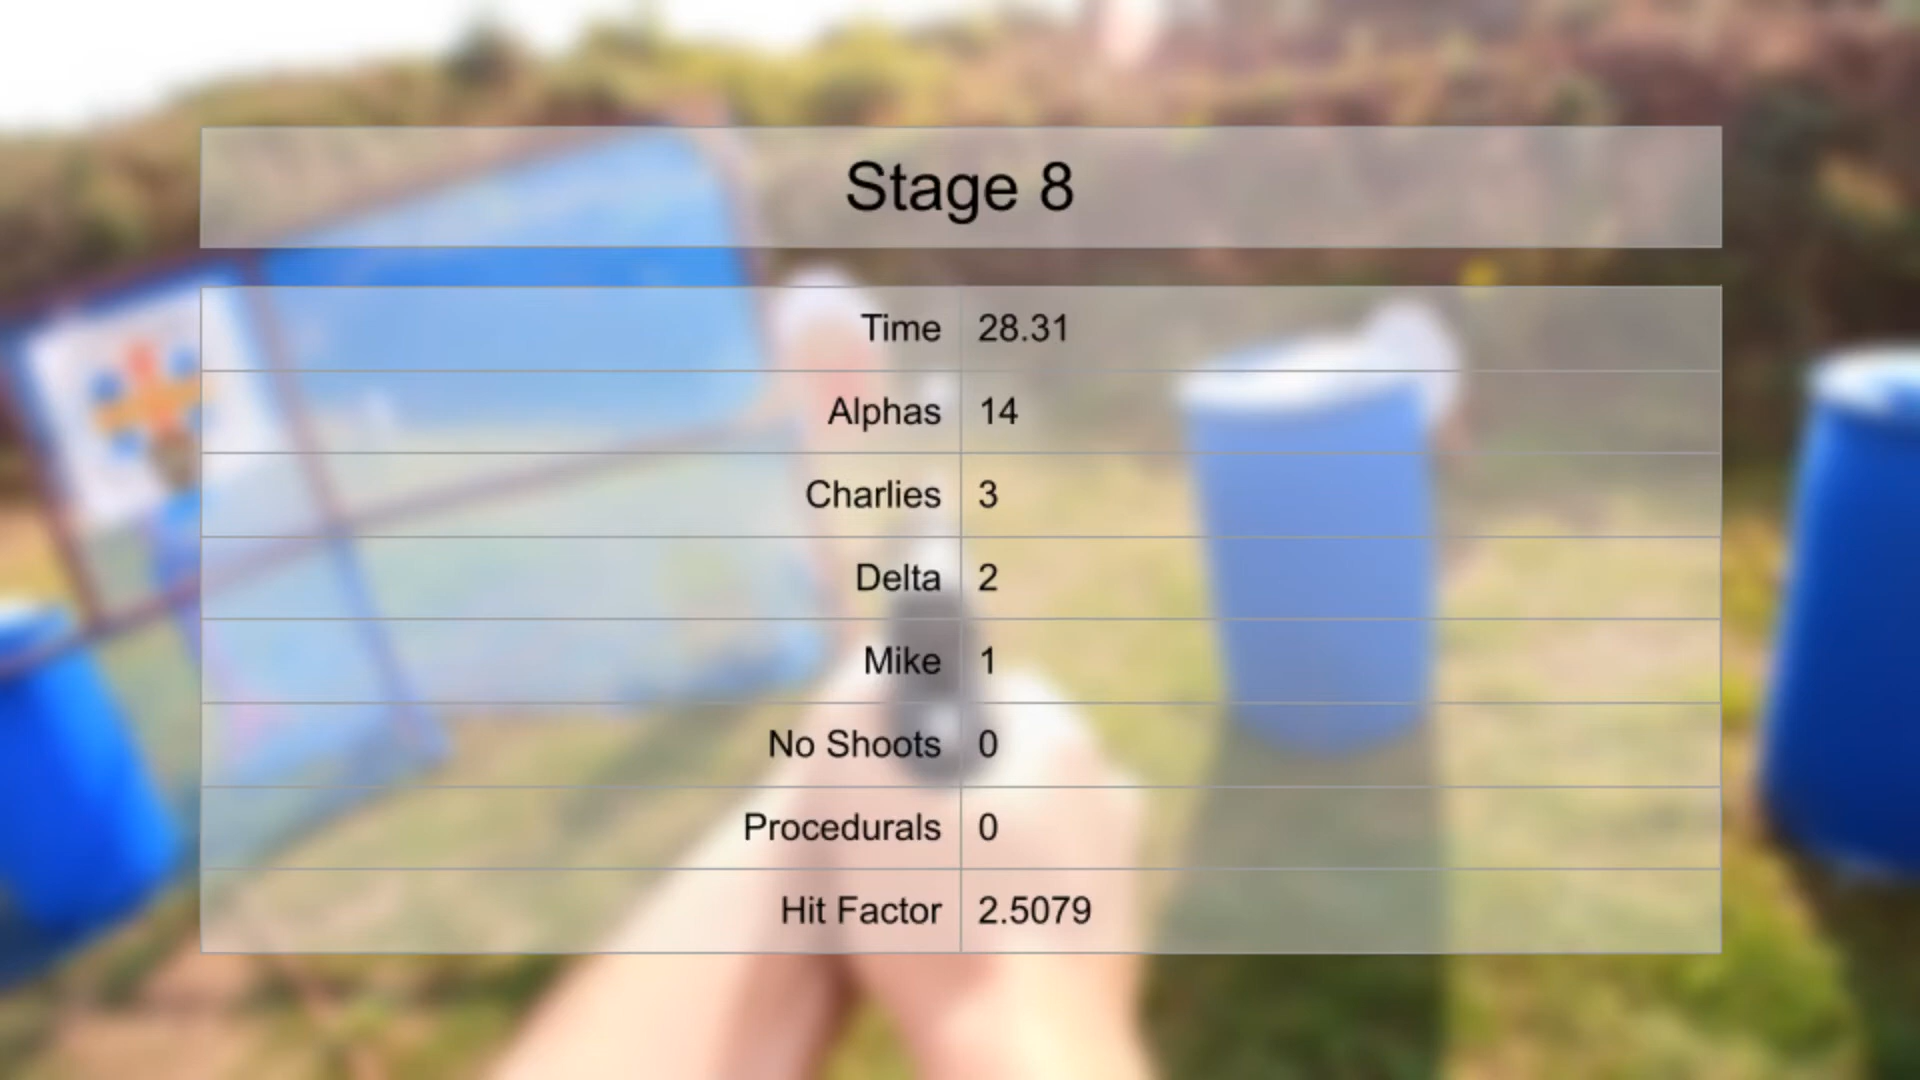 Stage 8
Time 28.31
Alphas 14
Charlies 3
Delta 2
Mike 1
No Shoots 0
Procedurals 0
Hit Factor 2.5079